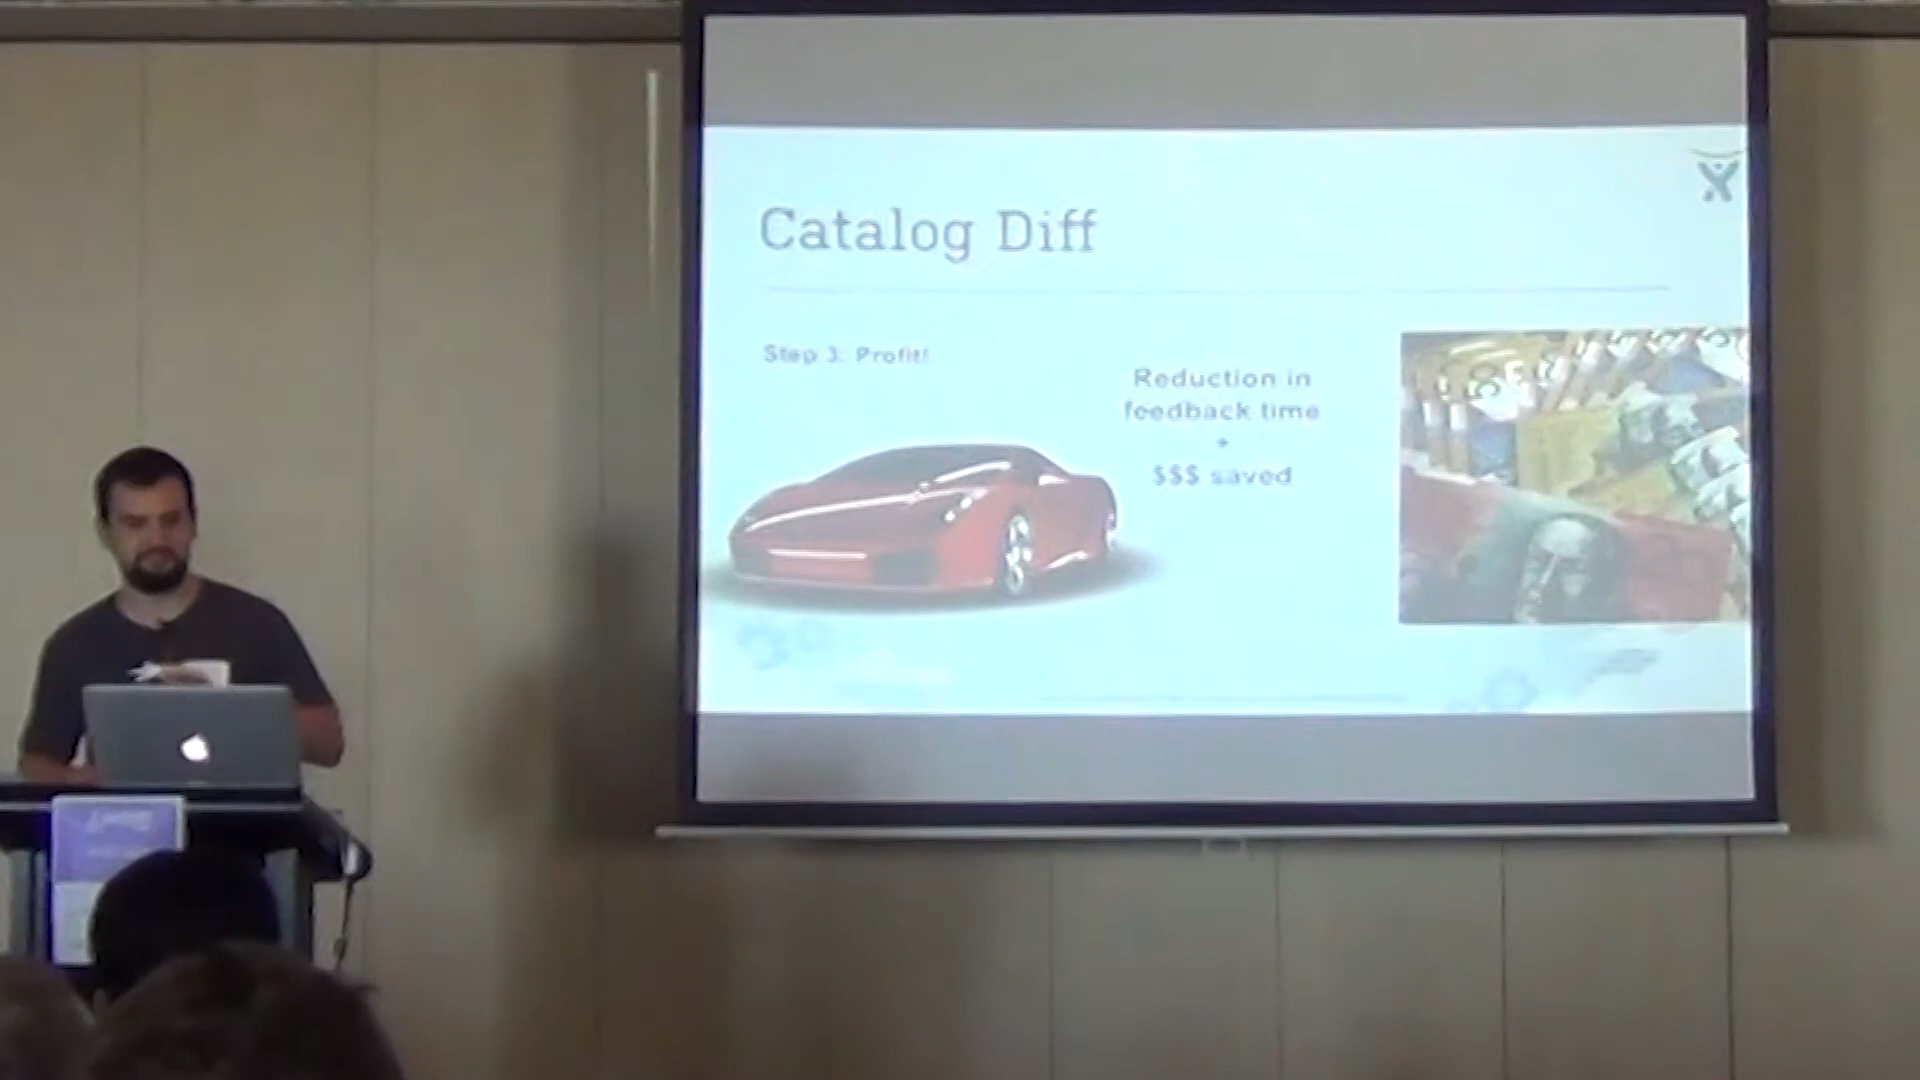 Catalog Diff
Step 3: Profit!
Reduction in
feedback time
+
$$$ saved